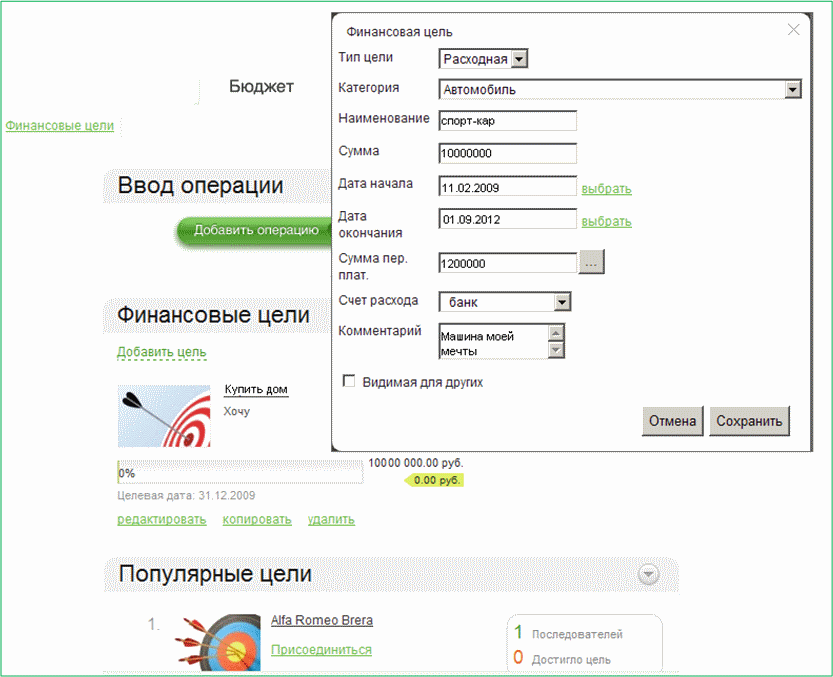 Бюджет
Финансовые цели
Ввод операции
Добавить операцию
Финансовые цели
Добавить цель
Купить дом
Хочу
0%
10000 000.00 руб.
0.00 руб.
Целевая дата: 31.12.2009
редактировать копировать удалить
Популярные цели
1.
Alfa Romeo Brera
Присоединиться
1 Последователей
0 Достигло цель
Финансовая цель
Тип цели Расходная
Категория Автомобиль
Наименование спорт-кар
Сумма 10000000
Дата начала 11.02.2009 выбрать
Дата
окончания 01.09.2012 выбрать
Сумма пер.
плат. 1200000 ...
Счет расхода банк
Комментарий Машина моей
мечты
Видимая для других
Отмена Сохранить